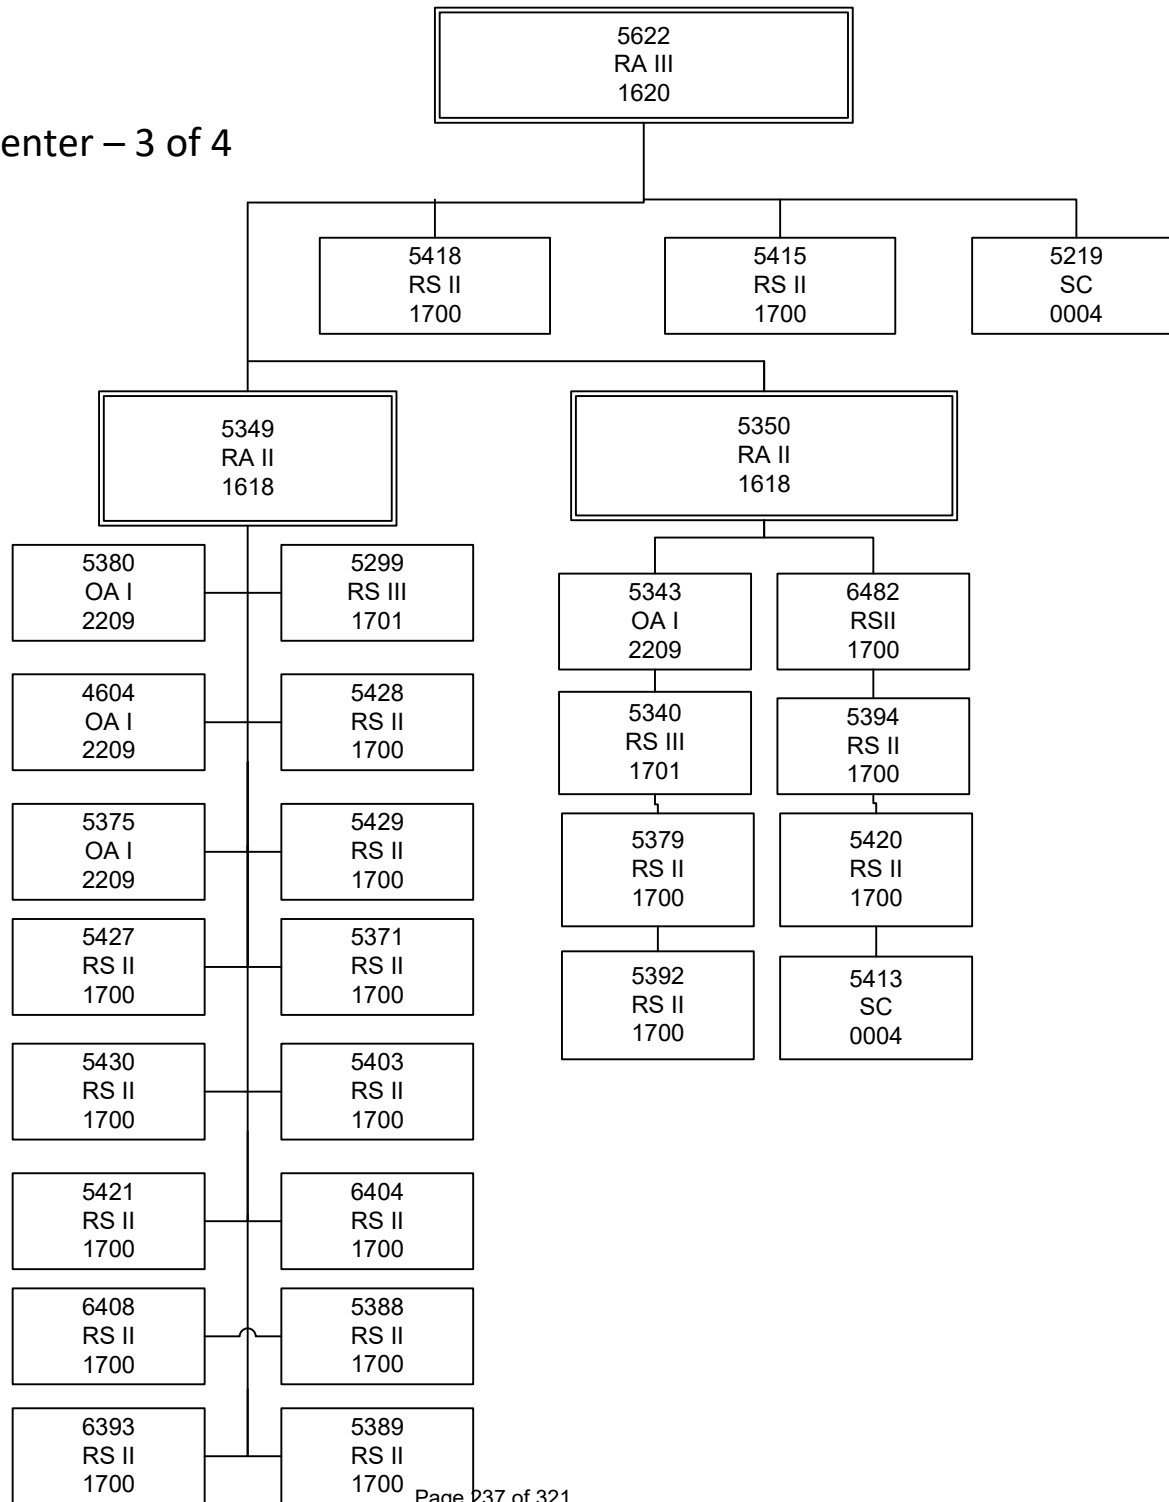 5622
RA III
1620
enter – 3 of 4
5418
RS II
1700
5415
RS II
1700
5219
SC
0004
5349
RA II
1618
5350
RA II
1618
5380
OA I
2209
5299
RS III
1701
4604
OA I
2209
5428
RS II
1700
5375
OA I
2209
5429
RS II
1700
5427
RS II
1700
5371
RS II
1700
5430
RS II
1700
5403
RS II
1700
5421
RS II
1700
6404
RS II
1700
6408
RS II
1700
5388
RS II
1700
6393
RS II
1700
5389
RS II
1700
5343
OA I
2209
6482
RSII
1700
5340
RS III
1701
5394
RS II
1700
5379
RS II
1700
5420
RS II
1700
5392
RS II
1700
5413
SC
0004
Page 237 of 321